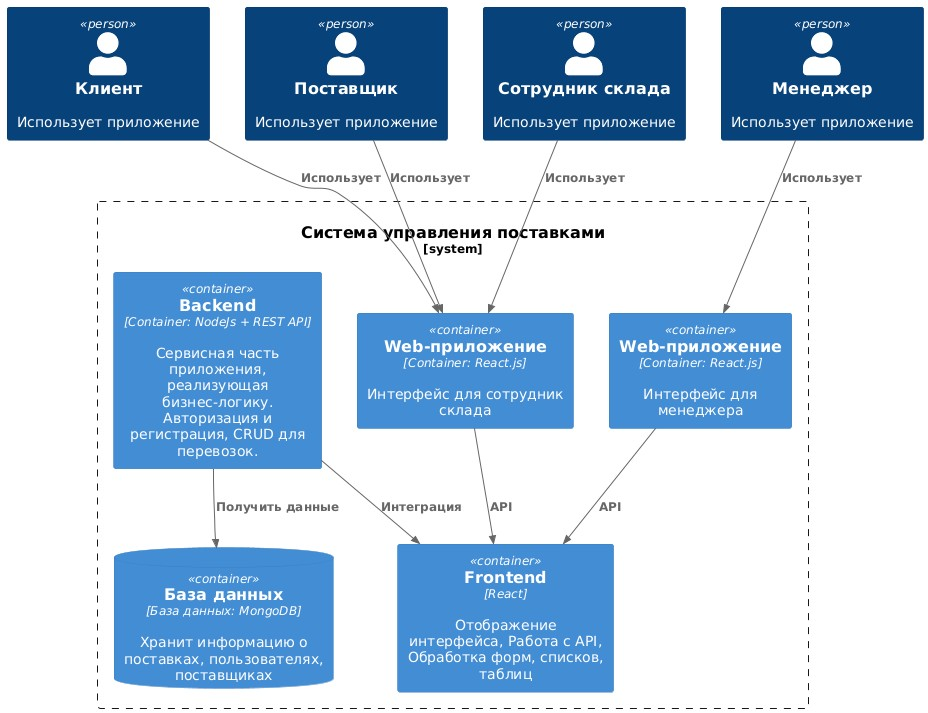 «person»
Клиент
Использует приложение
«person»
Поставщик
Использует приложение
«person»
Сотрудник склада
Использует приложение
«person»
Менеджер
Использует приложение
Использует
Использует
Использует
Использует
Система управления поставками
[system]
«container»
Backend
[Container: NodeJs + REST API]
Сервисная часть
приложения,
реализующая
бизнес-логику.
Авторизация и
регистрация, CRUD для
перевозок.
«container»
Web-приложение
[Container: React.js]
Интерфейс для сотрудник
склада
«container»
Web-приложение
[Container: React.js]
Интерфейс для
менеджера
Получить данные
Интеграция
API
API
«container»
База данных
[База данных: MongoDB]
Хранит информацию о
поставках, пользователях,
поставщиках
«container»
Frontend
[React]
Отображение
интерфейса, Работа с API,
Обработка форм, списков,
таблиц